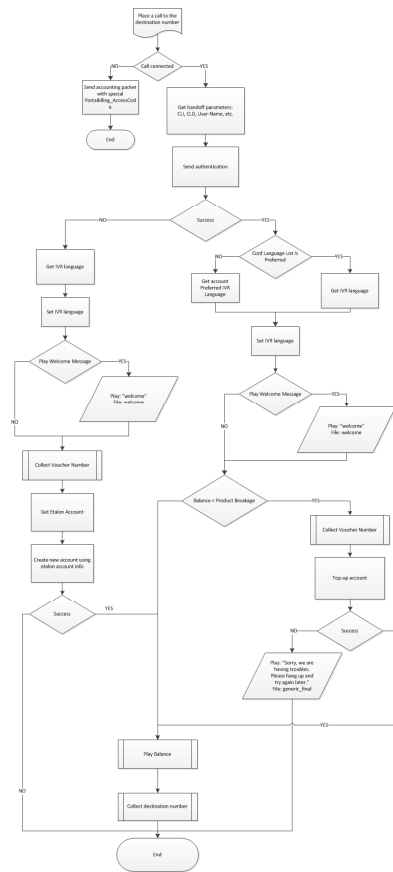 Place a call to the
destination number
Call connected
NO
YES
Send accounting packet
with special
PortaBilling_AccessCod
e
End
Get handoff parameters:
CLI, CLD, User-Name, etc.
Send authentication
Success
NO
YES
Get IVR language
Set IVR language
Play Welcome Message
YES
NO
Play: "welcome"
File: welcome
Collect Voucher Number
Get Etalon Account
Create new account using
etalon account info
Success
YES
NO
Conf Language List Is
Preferred
NO
YES
Get account
Preferred IVR
Language
Get IVR language
Set IVR language
Play Welcome Message
YES
NO
Play: "welcome"
File: welcome
Balance < Product Breakage
YES
Collect Voucher Number
Top-up account
Success
NO
YES
Play: "Sorry, we are
having troubles.
Please hang up and
try again later."
File: generic_final
Play Balance
Collect destination number
End